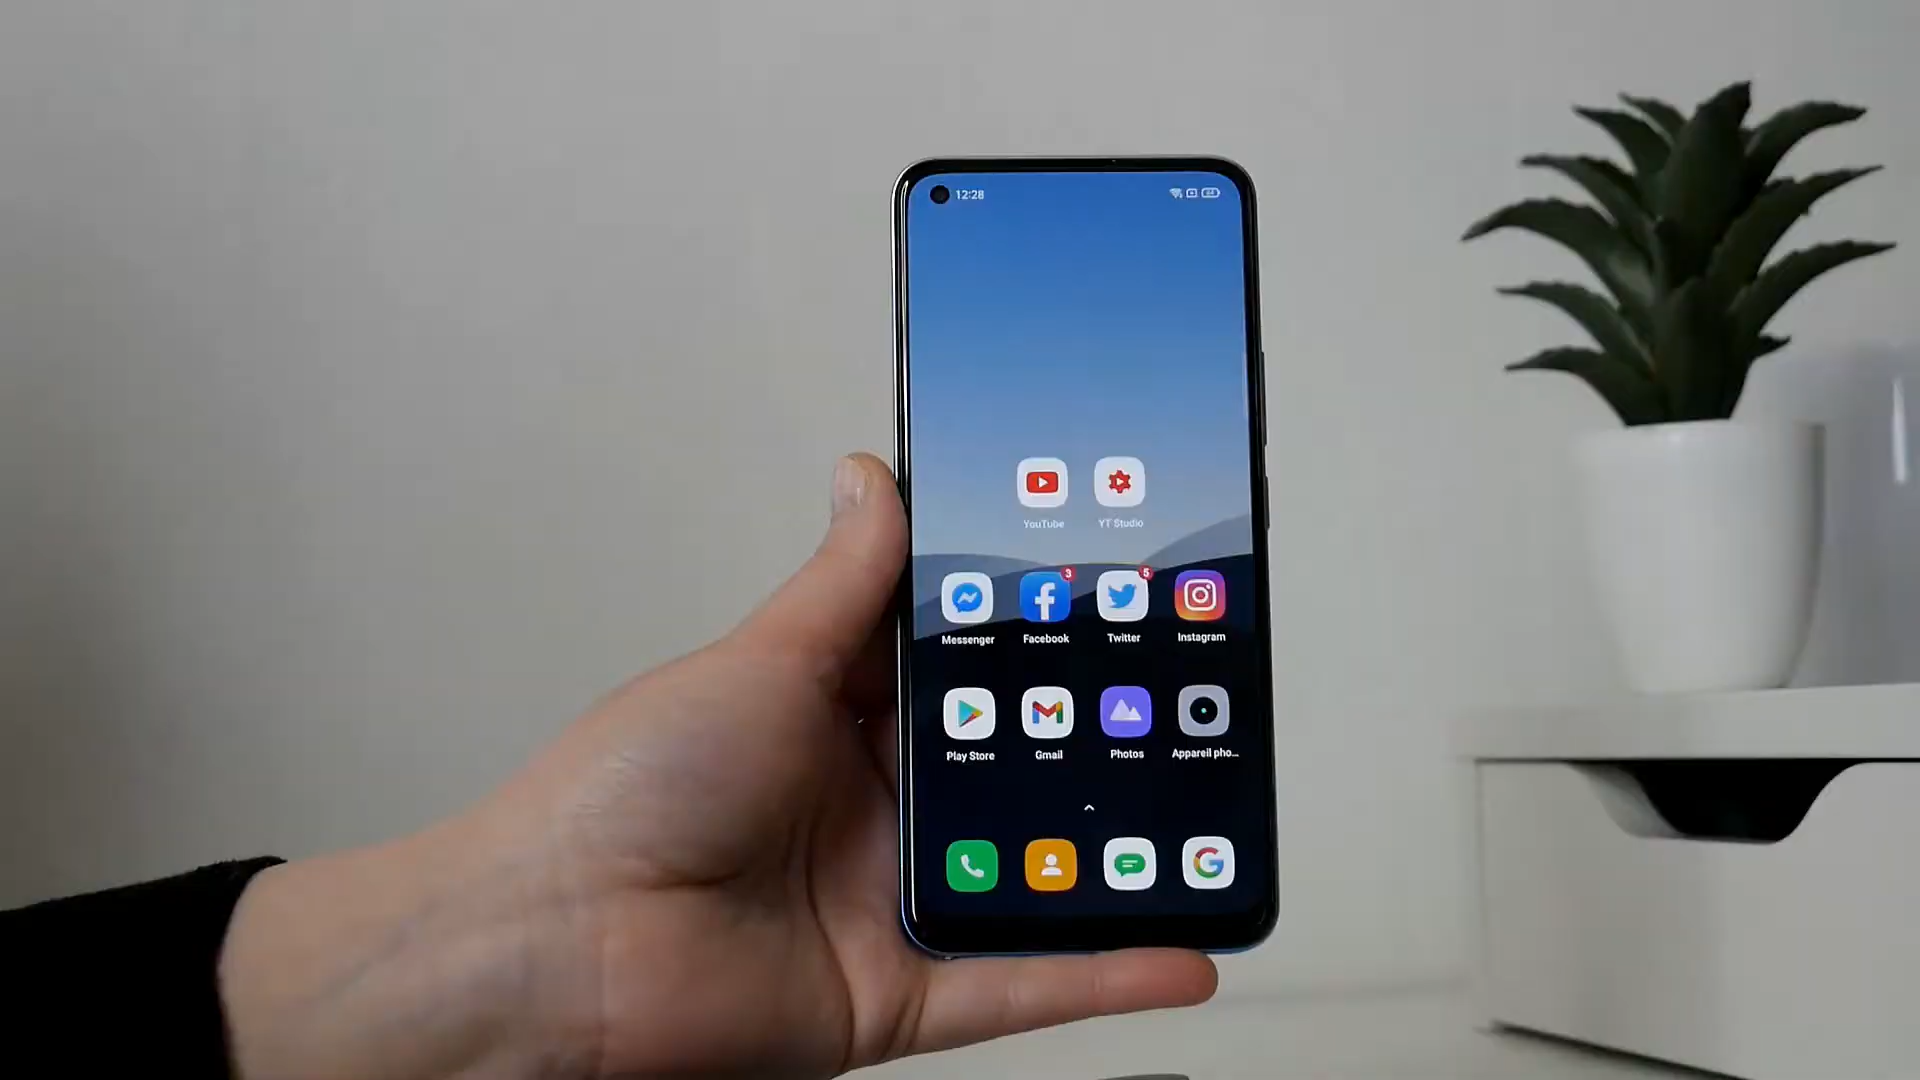 12:28
YouTube YT Studio
3 5
Messenger Facebook Twitter Instagram
Play Store Gmail Photos Appareil pho...